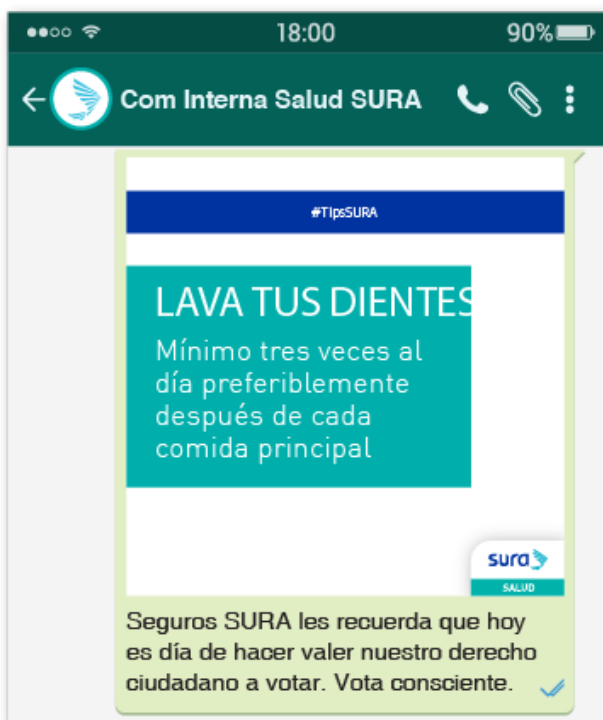 18:00
90%
Com Interna Salud SURA
#TipsSURA
LAVA TUS DIENTES
Mínimo tres veces al
día preferiblemente
después de cada
comida principal
sura
SALUD
Seguros SURA les recuerda que hoy
es día de hacer valer nuestro derecho
ciudadano a votar. Vota consciente.